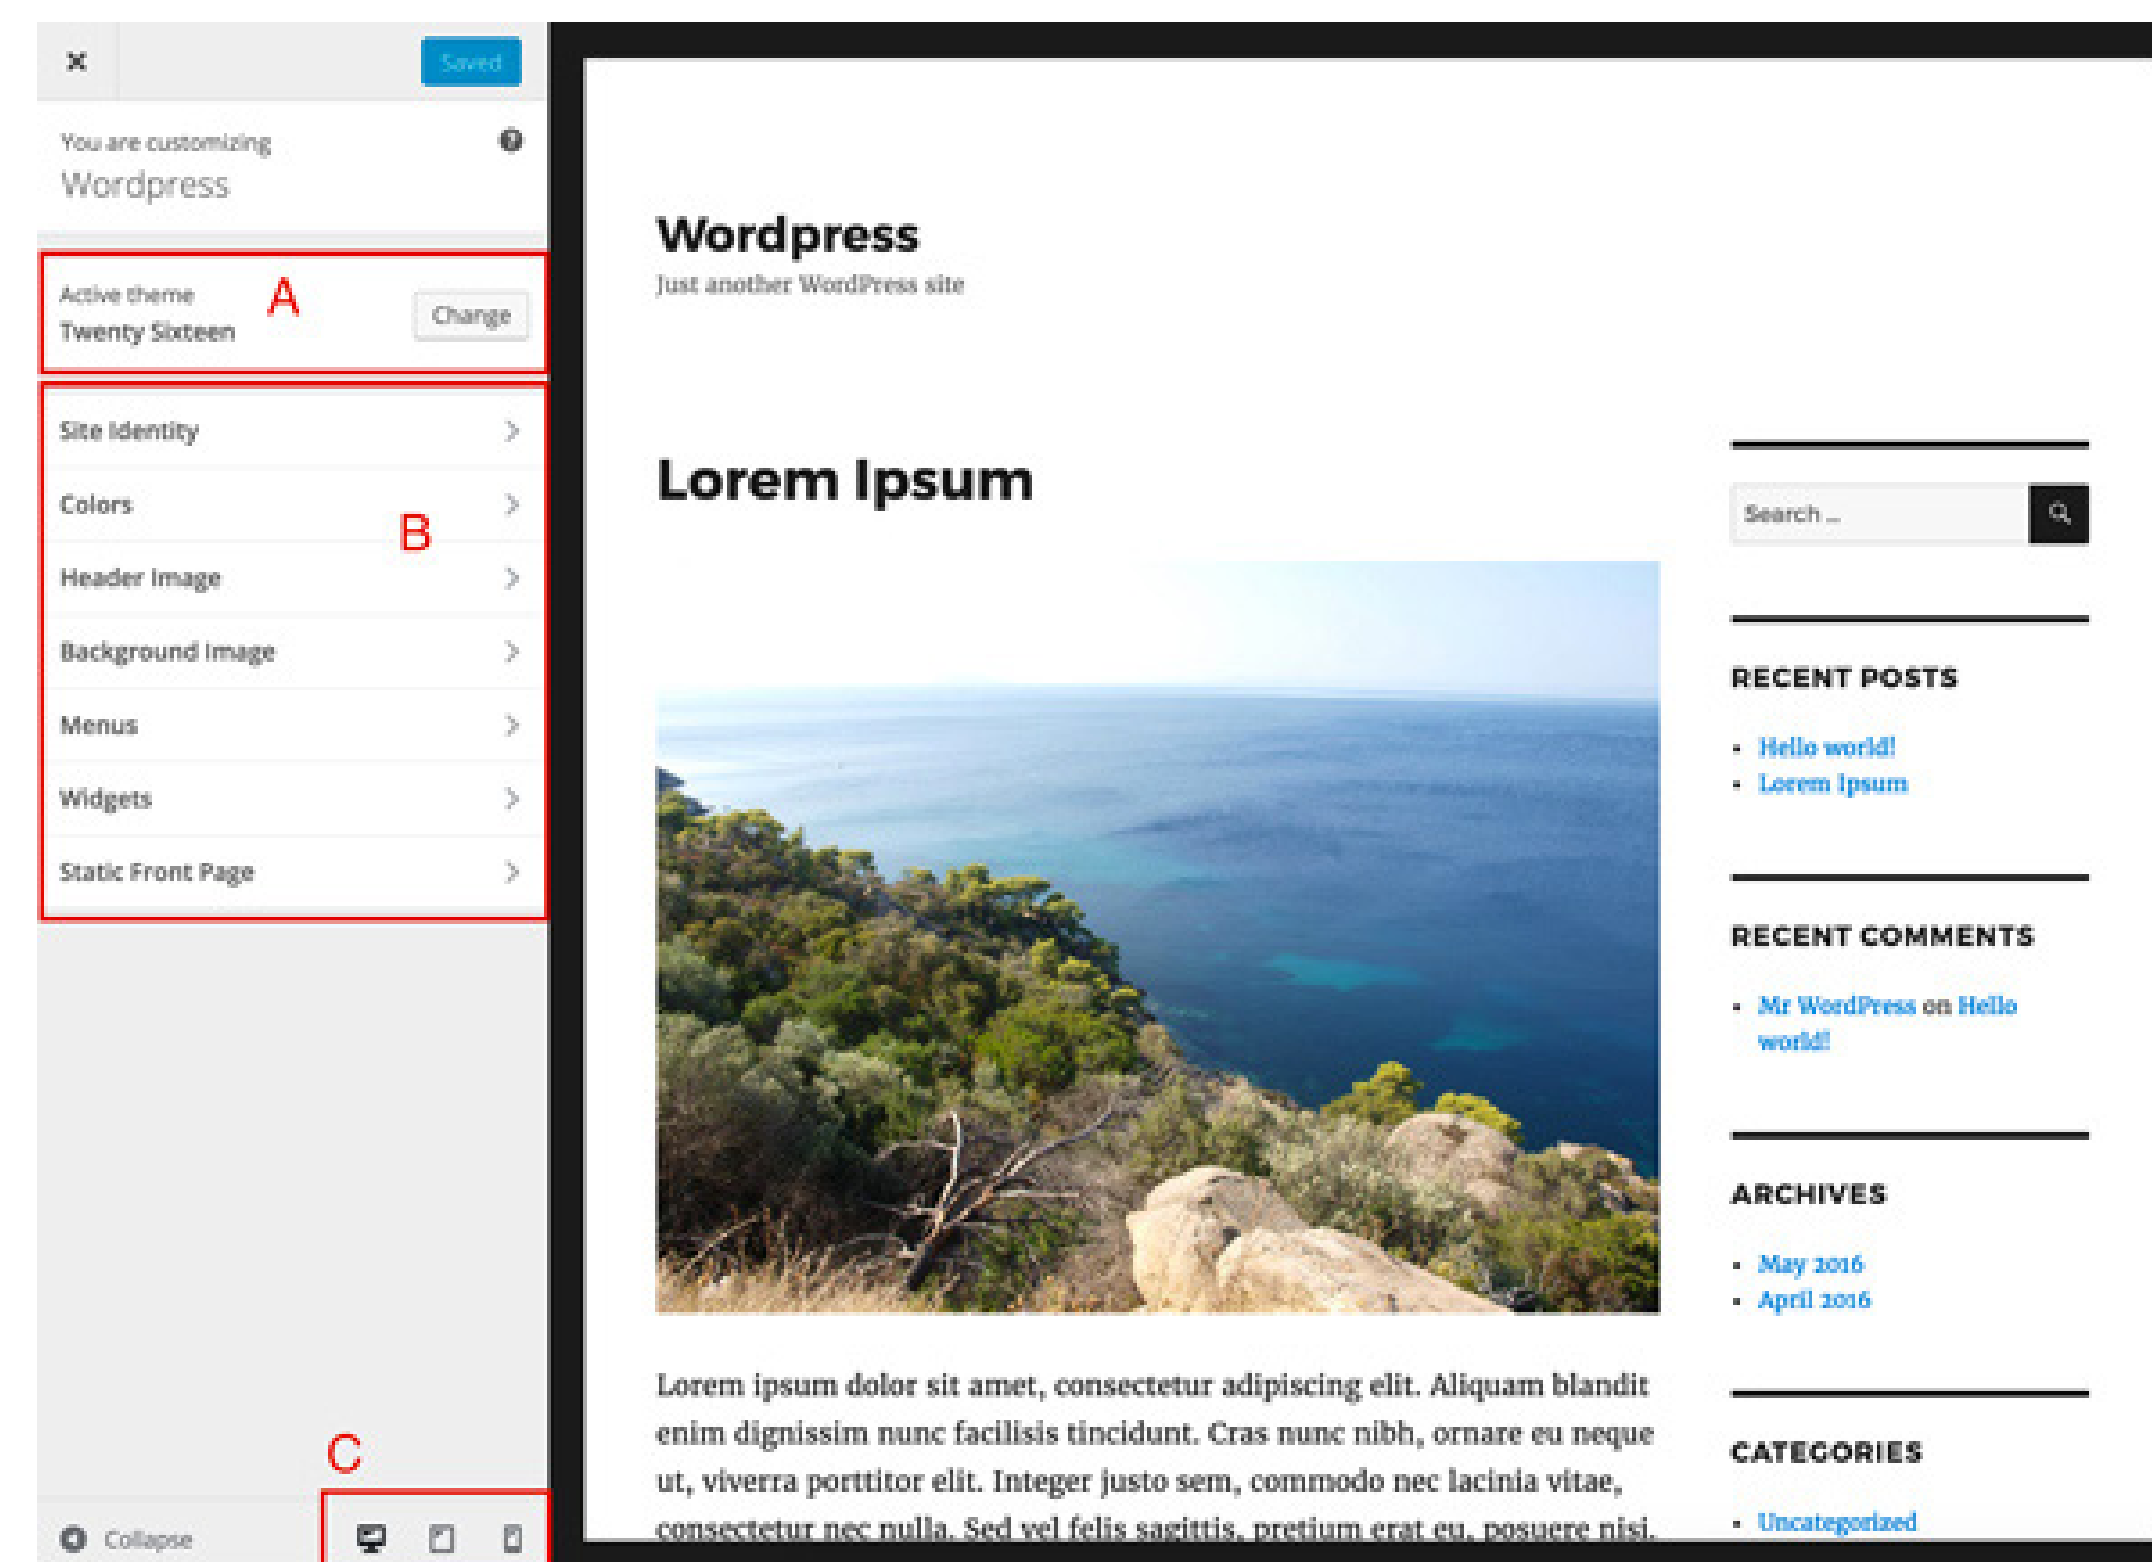 Saved
You are customizing
Wordpress
A
Active theme
Twenty Sixteen
Change
Site Identity
Colors
B
Header Image
Background Image
Menus
Widgets
Static Front Page
C
Collapse
Wordpress
Just another WordPress site
Lorem Ipsum
Lorem ipsum dolor sit amet, consectetur adipiscing elit. Aliquam blandit
enim dignissim nunc facilisis tincidunt. Cras nunc nibh, ornare eu neque
ut, viverra porttitor elit. Integer justo sem, commodo nec lacinia vitae,
consectetur nec nulla. Sed vel felis sagittis, pretium erat eu, posuere nisi.
Search ...
RECENT POSTS
Hello world!
Lorem Ipsum
RECENT COMMENTS
Mr WordPress on Hello
world!
ARCHIVES
May 2016
April 2016
CATEGORIES
Uncategorized